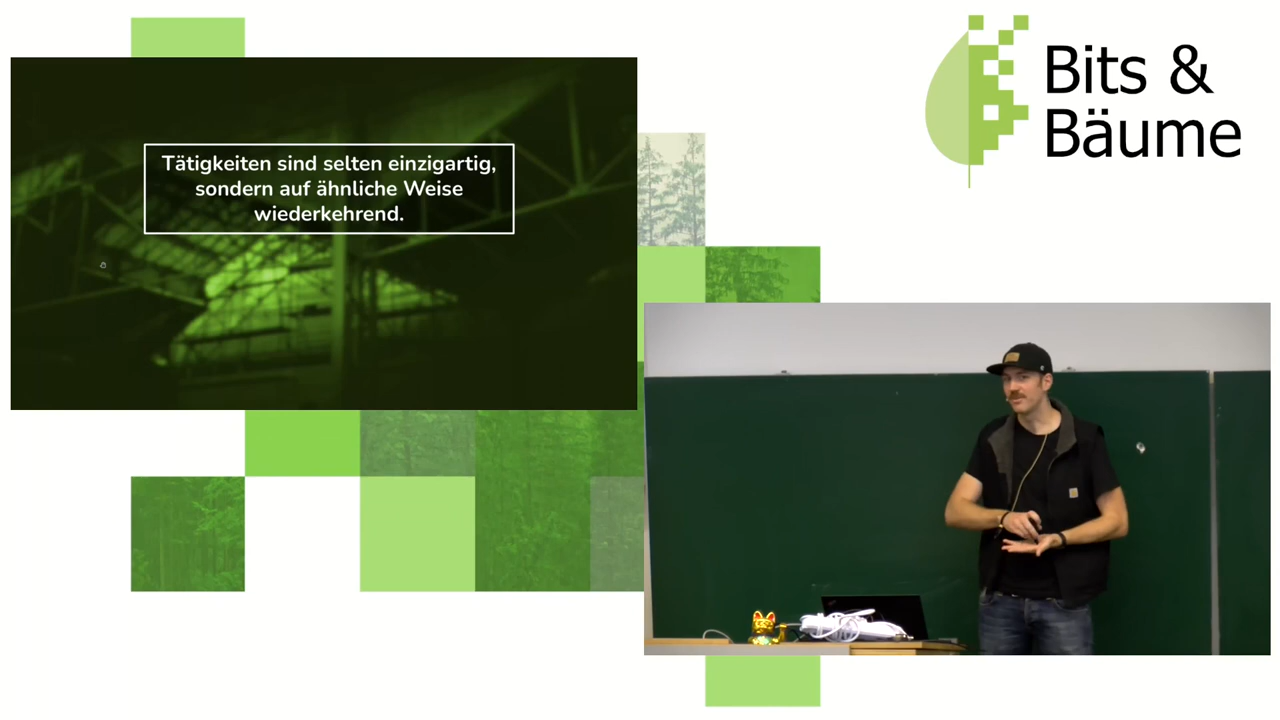 Tätigkeiten sind selten einzigartig,
sondern auf ähnliche Weise
wiederkehrend.
Bits &
Bäume